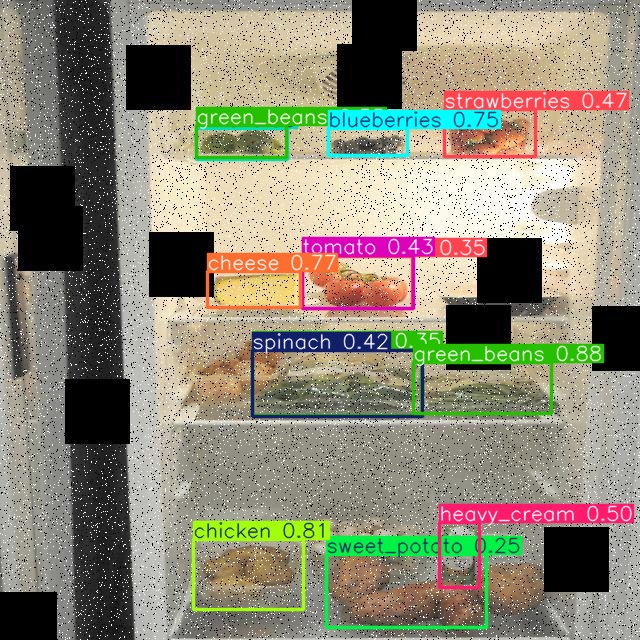 strawberries 0.47
green_beans
blueberries 0.75
tomato 0.43
0.35
cheese 0.77
spinach 0.42
0.35
green_beans 0.88
heavy_cream 0.50
chicken 0.81
sweet_potato 0.25